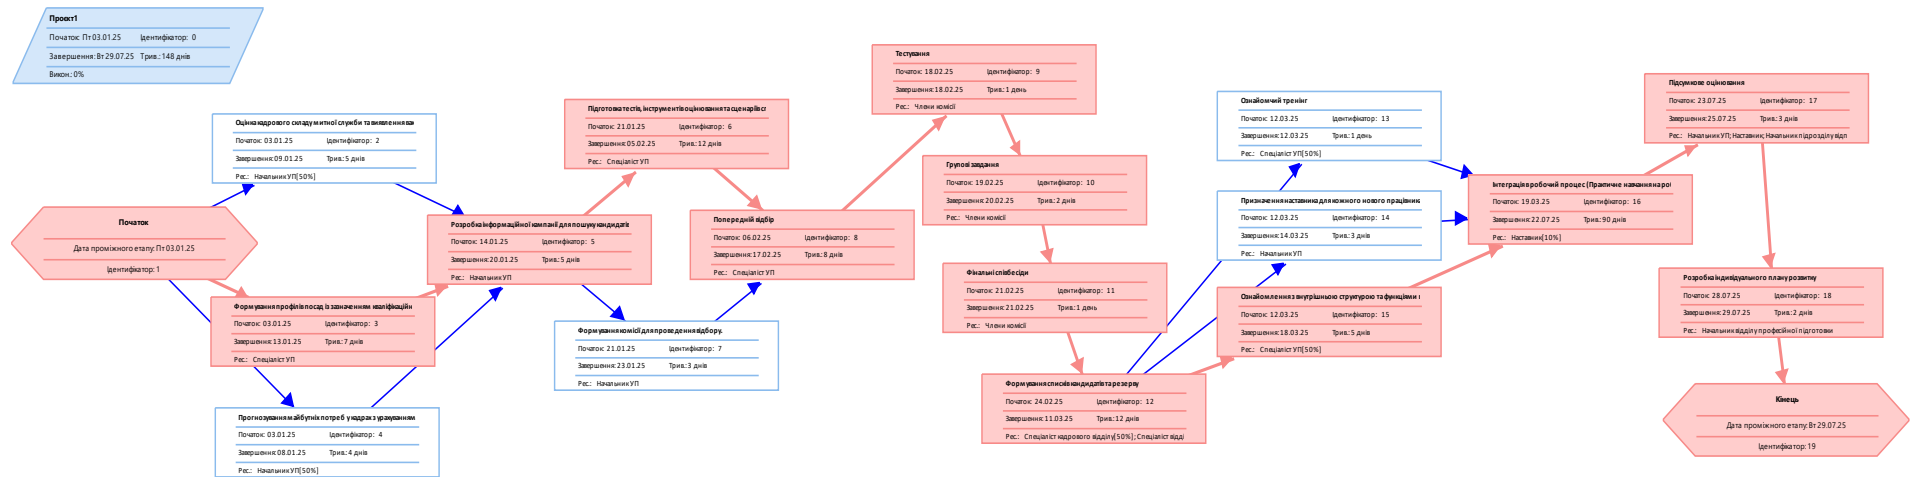 Проєкт1
Початок: Пт 03.01.25 Ідентифікатор: 0
Завершення: Вт 29.07.25 Трив.: 148 днів
Викон.: 0%
Початок
Дата проміжного етапу: Пт 03.01.25
Ідентифікатор: 1
Оцінка кадрового складу митної служби та виявлення ва
Початок: 03.01.25 Ідентифікатор: 2
Завершення: 09.01.25 Трив.: 5 днів
Рес.: Начальник УП[50%]
Формування профілів посад із зазначенням кваліфікаційн
Початок: 03.01.25 Ідентифікатор: 3
Завершення: 13.01.25 Трив.: 7 днів
Рес.: Спеціаліст УП
Прогнозування майбутніх потреб у кадрах з урахуванням
Початок: 03.01.25 Ідентифікатор: 4
Завершення: 08.01.25 Трив.: 4 днів
Рес.: Начальник УП[50%]
Розробка інформаційної кампанії для пошуку кандидатів
Початок: 14.01.25 Ідентифікатор: 5
Завершення: 20.01.25 Трив.: 5 днів
Рес.: Начальник УП
Підготовка тестів, інструментів оцінювання та сценаріїв сп
Початок: 21.01.25 Ідентифікатор: 6
Завершення: 05.02.25 Трив.: 12 днів
Рес.: Спеціаліст УП
Формування комісії для проведення відбору.
Початок: 21.01.25 Ідентифікатор: 7
Завершення: 23.01.25 Трив.: 3 днів
Рес.: Начальник УП
Попередній відбір
Початок: 06.02.25 Ідентифікатор: 8
Завершення: 17.02.25 Трив.: 8 днів
Рес.: Спеціаліст УП
Тестування
Початок: 18.02.25 Ідентифікатор: 9
Завершення: 18.02.25 Трив.: 1 день
Рес.: Члени комісії
Групові завдання
Початок: 19.02.25 Ідентифікатор: 10
Завершення: 20.02.25 Трив.: 2 днів
Рес.: Члени комісії
Фінальні співбесіди
Початок: 21.02.25 Ідентифікатор: 11
Завершення: 21.02.25 Трив.: 1 день
Рес.: Члени комісії
Формування списків кандидатів та резерву
Початок: 24.02.25 Ідентифікатор: 12
Завершення: 11.03.25 Трив.: 12 днів
Рес.: Спеціаліст кадрового відділу[50%]; Спеціаліст відді
Ознайомчий тренінг
Початок: 12.03.25 Ідентифікатор: 13
Завершення: 12.03.25 Трив.: 1 день
Рес.: Спеціаліст УП[50%]
Призначення наставника для кожного нового працівника
Початок: 12.03.25 Ідентифікатор: 14
Завершення: 14.03.25 Трив.: 3 днів
Рес.: Начальник УП
Ознайомлення з внутрішньою структурою та функціями
Початок: 12.03.25 Ідентифікатор: 15
Завершення: 18.03.25 Трив.: 5 днів
Рес.: Спеціаліст УП[50%]
Інтеграція в робочий процес (Практичне навчання на ро
Початок: 19.03.25 Ідентифікатор: 16
Завершення: 22.07.25 Трив.: 90 днів
Рес.: Наставник[10%]
Підсумкове оцінювання
Початок: 23.07.25 Ідентифікатор: 17
Завершення: 25.07.25 Трив.: 3 днів
Рес.: Начальник УП; Наставник; Начальник підрозділу відп
Розробка індивідуального плану розвитку
Початок: 28.07.25 Ідентифікатор: 18
Завершення: 29.07.25 Трив.: 2 днів
Рес.: Начальник відділу професійної підготовки
Кінець
Дата проміжного етапу: Вт 29.07.25
Ідентифікатор: 19